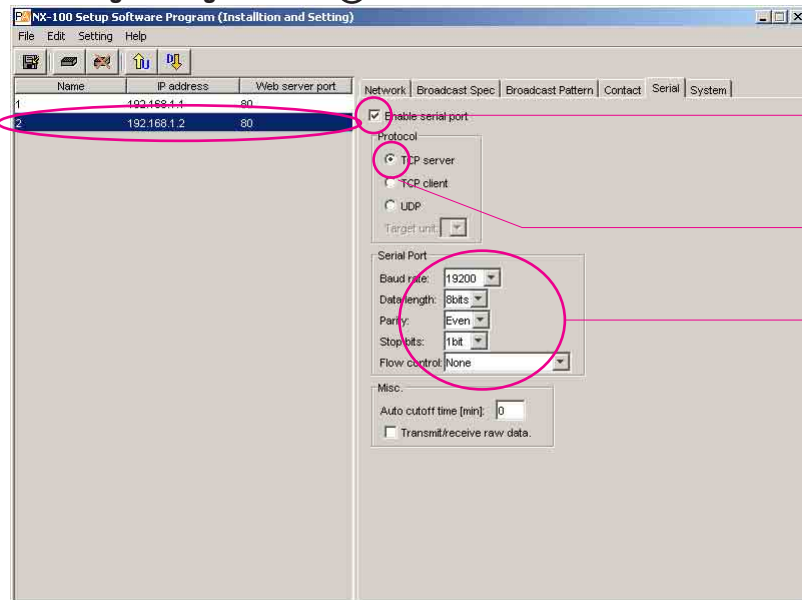 NX-100 Setup Software Program (Installtion and Setting)
File Edit Setting Help
Name IP address Web server port
1 192.168.1.1 80
2 192.168.1.2 80
Network Broadcast Spec Broadcast Pattern Contact Serial System
Enable serial port
Protocol
TCP server
TCP client
UDP
Target unit:
Serial Port
Baud rate: 19200
Data length: 8bits
Parity: Even
Stop bits: 1bit
Flow control: None
Misc.
Auto cutoff time [min]: 0
Transmit/receive raw data.